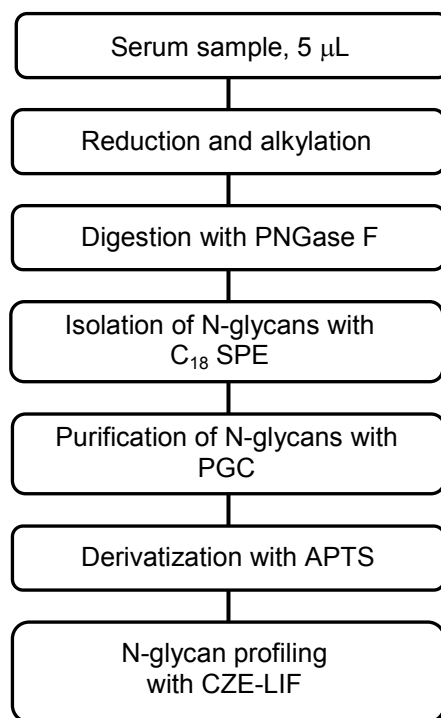 Serum sample, 5 μL
Reduction and alkylation
Digestion with PNGase F
Isolation of N-glycans with
C₁₈ SPE
Purification of N-glycans with
PGC
Derivatization with APTS
N-glycan profiling
with CZE-LIF